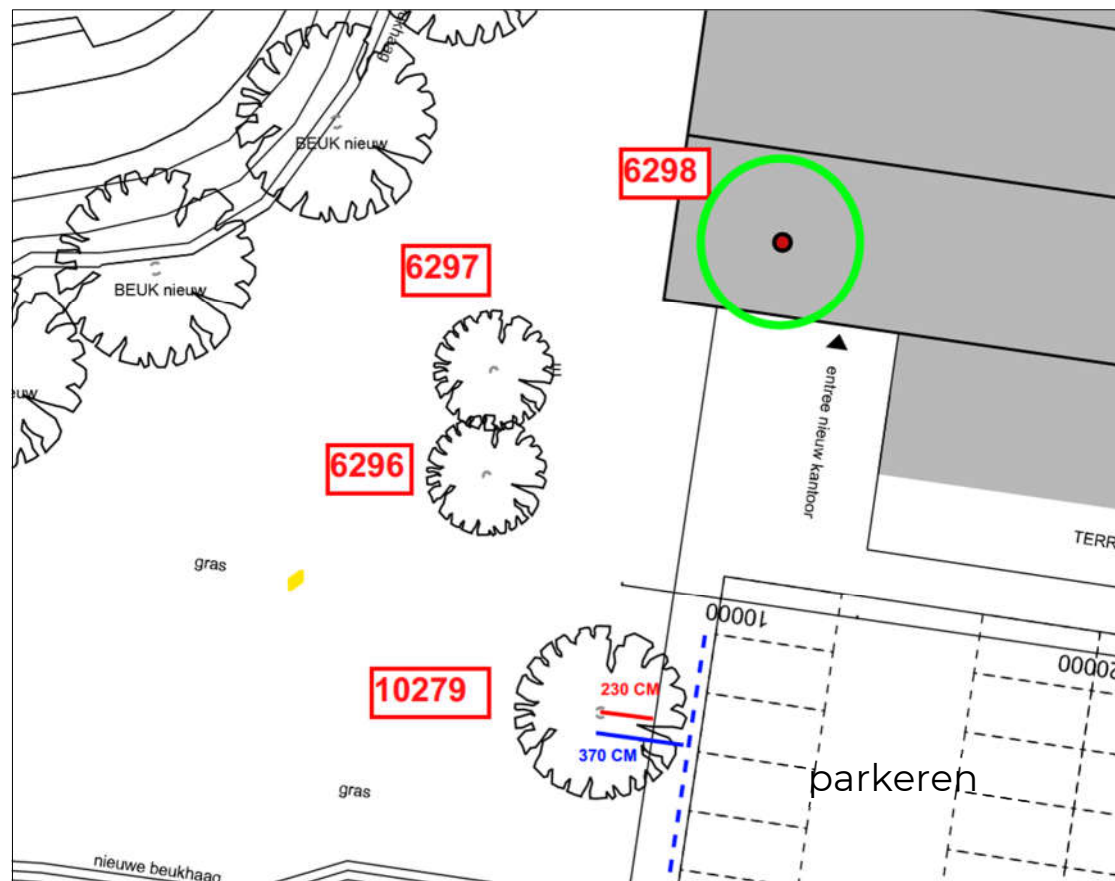 BEUK nieuw
6298
6297
BEUK nieuw
entree nieuw kantoor
6296
TERR
gras
10000
20000
10279
230 CM
370 CM
parkeren
gras
nieuwe beukhaag